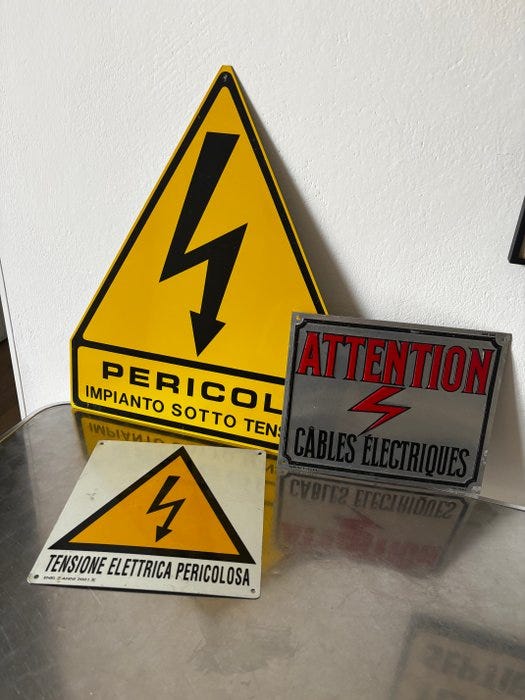 PERICOL
IMPIANTO SOTTO TENS
ATTENTION
CÂBLES ÉLECTRIQUES
TENSIONE ELETTRICA PERICOLOSA